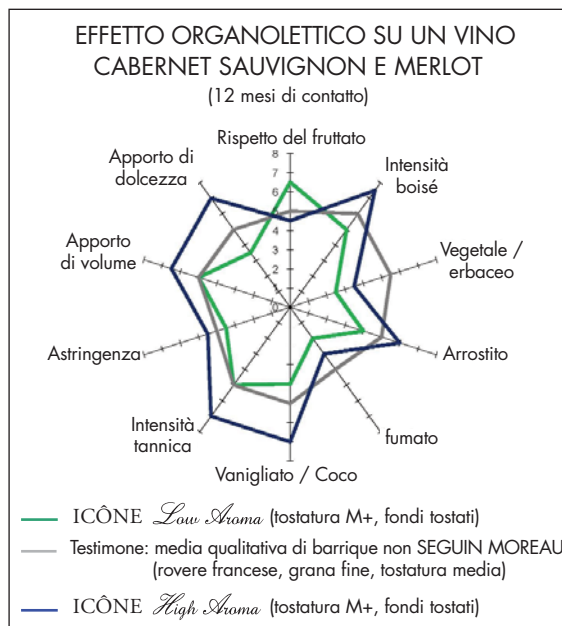 EFFETTO ORGANOLETTICO SU UN VINO
CABERNET SAUVIGNON E MERLOT
(12 mesi di contatto)
Rispetto del fruttato
Intensità
boisé
Vegetale /
erbaceo
Arrostito
fumato
Vanigliato / Coco
Intensità
tannica
Astringenza
Apporto
di volume
Apporto di
dolcezza
8
7
6
5
4
3
2
1
0
ICÔNE Low Aroma (tostatura M+, fondi tostati)
Testimone: media qualitativa di barrique non SEGUIN MOREAU
(rovere francese, grana fine, tostatura media)
ICÔNE High Aroma (tostatura M+, fondi tostati)